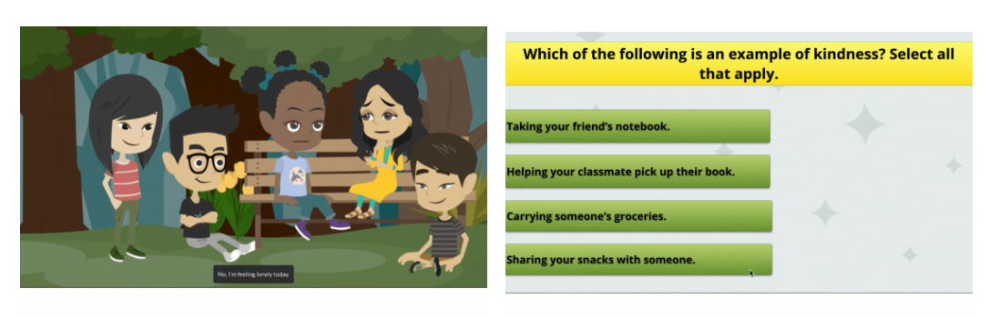 No, I'm feeling lonely today.
Which of the following is an example of kindness? Select all
that apply.
Taking your friend's notebook.
Helping your classmate pick up their book.
Carrying someone's groceries.
Sharing your snacks with someone.